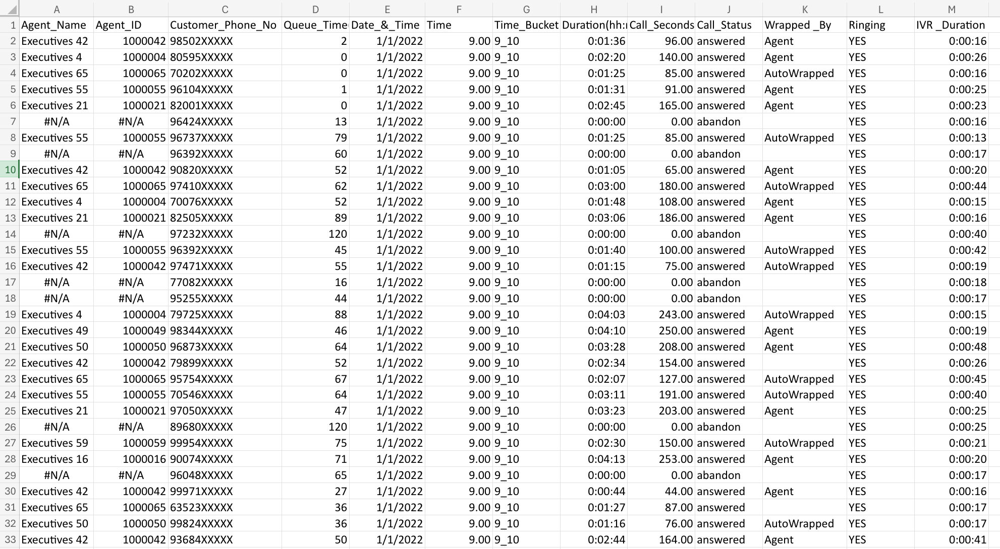 A B C D E F G H I J K L M
1 Agent_Name Agent_ID Customer_Phone_No Queue_Time( Date_&_Time Time Time_Bucket Duration(hh:r Call_Seconds Call_Status Wrapped _By Ringing IVR _Duration
2 Executives 42 1000042 98502XXXXX 2 1/1/2022 9.00 9_10 0:01:36 96.00 answered Agent YES 0:00:16
3 Executives 4 1000004 80595XXXXX 0 1/1/2022 9.00 9_10 0:02:20 140.00 answered Agent YES 0:00:26
4 Executives 65 1000065 70202XXXXX 0 1/1/2022 9.00 9_10 0:01:25 85.00 answered AutoWrapped YES 0:00:16
5 Executives 55 1000055 96104XXXXX 1 1/1/2022 9.00 9_10 0:01:31 91.00 answered Agent YES 0:00:25
6 Executives 21 1000021 82001XXXXX 0 1/1/2022 9.00 9_10 0:02:45 165.00 answered Agent YES 0:00:23
7 #N/A #N/A 96424XXXXX 13 1/1/2022 9.00 9_10 0:00:00 0.00 abandon YES 0:00:16
8 Executives 55 1000055 96737XXXXX 79 1/1/2022 9.00 9_10 0:01:25 85.00 answered AutoWrapped YES 0:00:13
9 #N/A #N/A 96392XXXXX 60 1/1/2022 9.00 9_10 0:00:00 0.00 abandon YES 0:00:17
10 Executives 42 1000042 90820XXXXX 52 1/1/2022 9.00 9_10 0:01:05 65.00 answered Agent YES 0:00:20
11 Executives 65 1000065 97410XXXXX 62 1/1/2022 9.00 9_10 0:03:00 180.00 answered AutoWrapped YES 0:00:44
12 Executives 4 1000004 70076XXXXX 52 1/1/2022 9.00 9_10 0:01:48 108.00 answered Agent YES 0:00:15
13 Executives 21 1000021 82505XXXXX 89 1/1/2022 9.00 9_10 0:03:06 186.00 answered Agent YES 0:00:16
14 #N/A #N/A 97232XXXXX 120 1/1/2022 9.00 9_10 0:00:00 0.00 abandon YES 0:00:40
15 Executives 55 1000055 96392XXXXX 45 1/1/2022 9.00 9_10 0:01:40 100.00 answered AutoWrapped YES 0:00:42
16 Executives 42 1000042 97471XXXXX 55 1/1/2022 9.00 9_10 0:01:15 75.00 answered AutoWrapped YES 0:00:19
17 #N/A #N/A 77082XXXXX 16 1/1/2022 9.00 9_10 0:00:00 0.00 abandon YES 0:00:18
18 #N/A #N/A 95255XXXXX 44 1/1/2022 9.00 9_10 0:00:00 0.00 abandon YES 0:00:17
19 Executives 4 1000004 79725XXXXX 88 1/1/2022 9.00 9_10 0:04:03 243.00 answered AutoWrapped YES 0:00:15
20 Executives 49 1000049 98344XXXXX 46 1/1/2022 9.00 9_10 0:04:10 250.00 answered Agent YES 0:00:19
21 Executives 50 1000050 96873XXXXX 64 1/1/2022 9.00 9_10 0:03:28 208.00 answered Agent YES 0:00:48
22 Executives 42 1000042 79899XXXXX 52 1/1/2022 9.00 9_10 0:02:34 154.00 answered YES 0:00:26
23 Executives 65 1000065 95754XXXXX 67 1/1/2022 9.00 9_10 0:02:07 127.00 answered AutoWrapped YES 0:00:45
24 Executives 55 1000055 70546XXXXX 64 1/1/2022 9.00 9_10 0:03:11 191.00 answered AutoWrapped YES 0:00:40
25 Executives 21 1000021 97050XXXXX 47 1/1/2022 9.00 9_10 0:03:23 203.00 answered Agent YES 0:00:25
26 #N/A #N/A 89680XXXXX 120 1/1/2022 9.00 9_10 0:00:00 0.00 abandon YES 0:00:25
27 Executives 59 1000059 99954XXXXX 75 1/1/2022 9.00 9_10 0:02:30 150.00 answered AutoWrapped YES 0:00:21
28 Executives 16 1000016 90074XXXXX 71 1/1/2022 9.00 9_10 0:04:13 253.00 answered Agent YES 0:00:20
29 #N/A #N/A 96048XXXXX 65 1/1/2022 9.00 9_10 0:00:00 0.00 abandon YES 0:00:17
30 Executives 42 1000042 99971XXXXX 27 1/1/2022 9.00 9_10 0:00:44 44.00 answered Agent YES 0:00:16
31 Executives 65 1000065 63523XXXXX 36 1/1/2022 9.00 9_10 0:01:27 87.00 answered YES 0:00:17
32 Executives 50 1000050 99824XXXXX 36 1/1/2022 9.00 9_10 0:01:16 76.00 answered AutoWrapped YES 0:00:17
33 Executives 42 1000042 93684XXXXX 50 1/1/2022 9.00 9_10 0:02:44 164.00 answered Agent YES 0:00:41